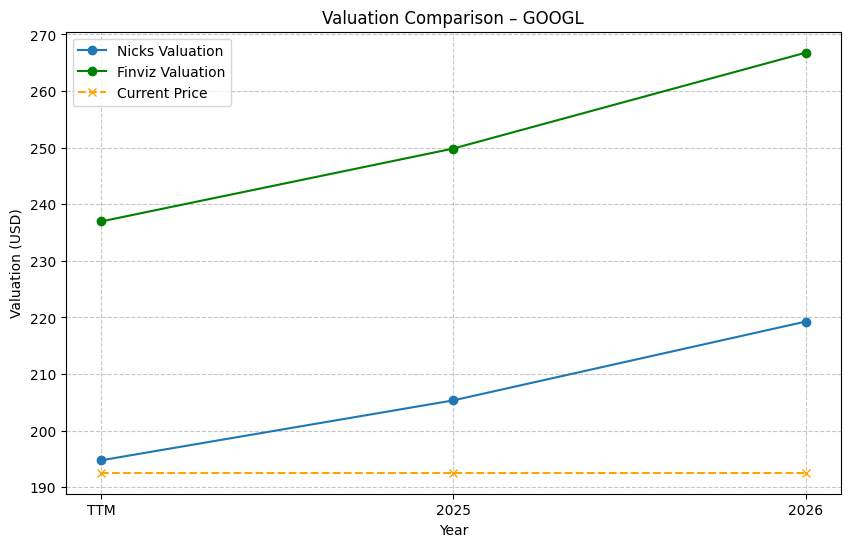 Valuation Comparison – GOOGL
Nicks Valuation
Finviz Valuation
Current Price
Valuation (USD)
270
260
250
240
230
220
210
200
190
TTM 2025 2026
Year